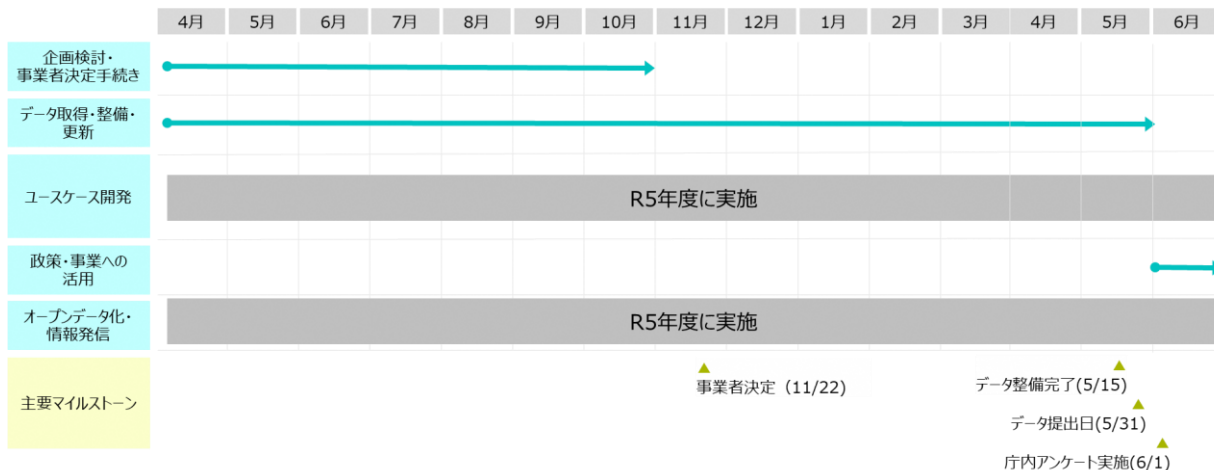 4月 5月 6月 7月 8月 9月 10月 11月 12月 1月 2月 3月 4月 5月 6月
企画検討・
事業者決定手続き
データ取得・整備・
更新
ユースケース開発
R5年度に実施
政策・事業への
活用
オープンデータ化・
情報発信
R5年度に実施
主要マイルストーン
事業者決定（11/22）
データ整備完了(5/15)
データ提出日(5/31)
庁内アンケート実施(6/1)